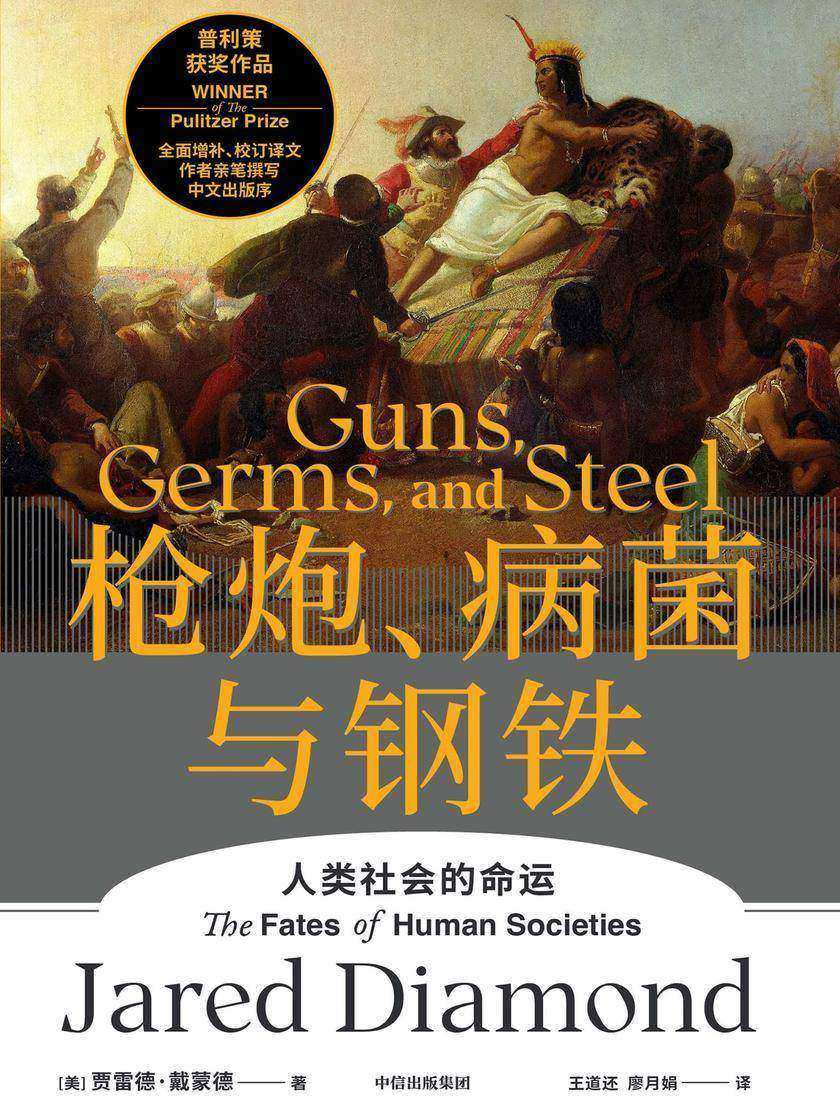 普利策
获奖作品
WINNER
of The
Pulitzer Prize
全面增补、校订译文
作者亲笔撰写
中文出版序
Guns,
Germs, and Steel
枪炮、病菌
与钢铁
人类社会的命运
The Fates of Human Societies
Jared Diamond
[美] 贾雷德·戴蒙德——著 中信出版集团 王道还 廖月娟——译